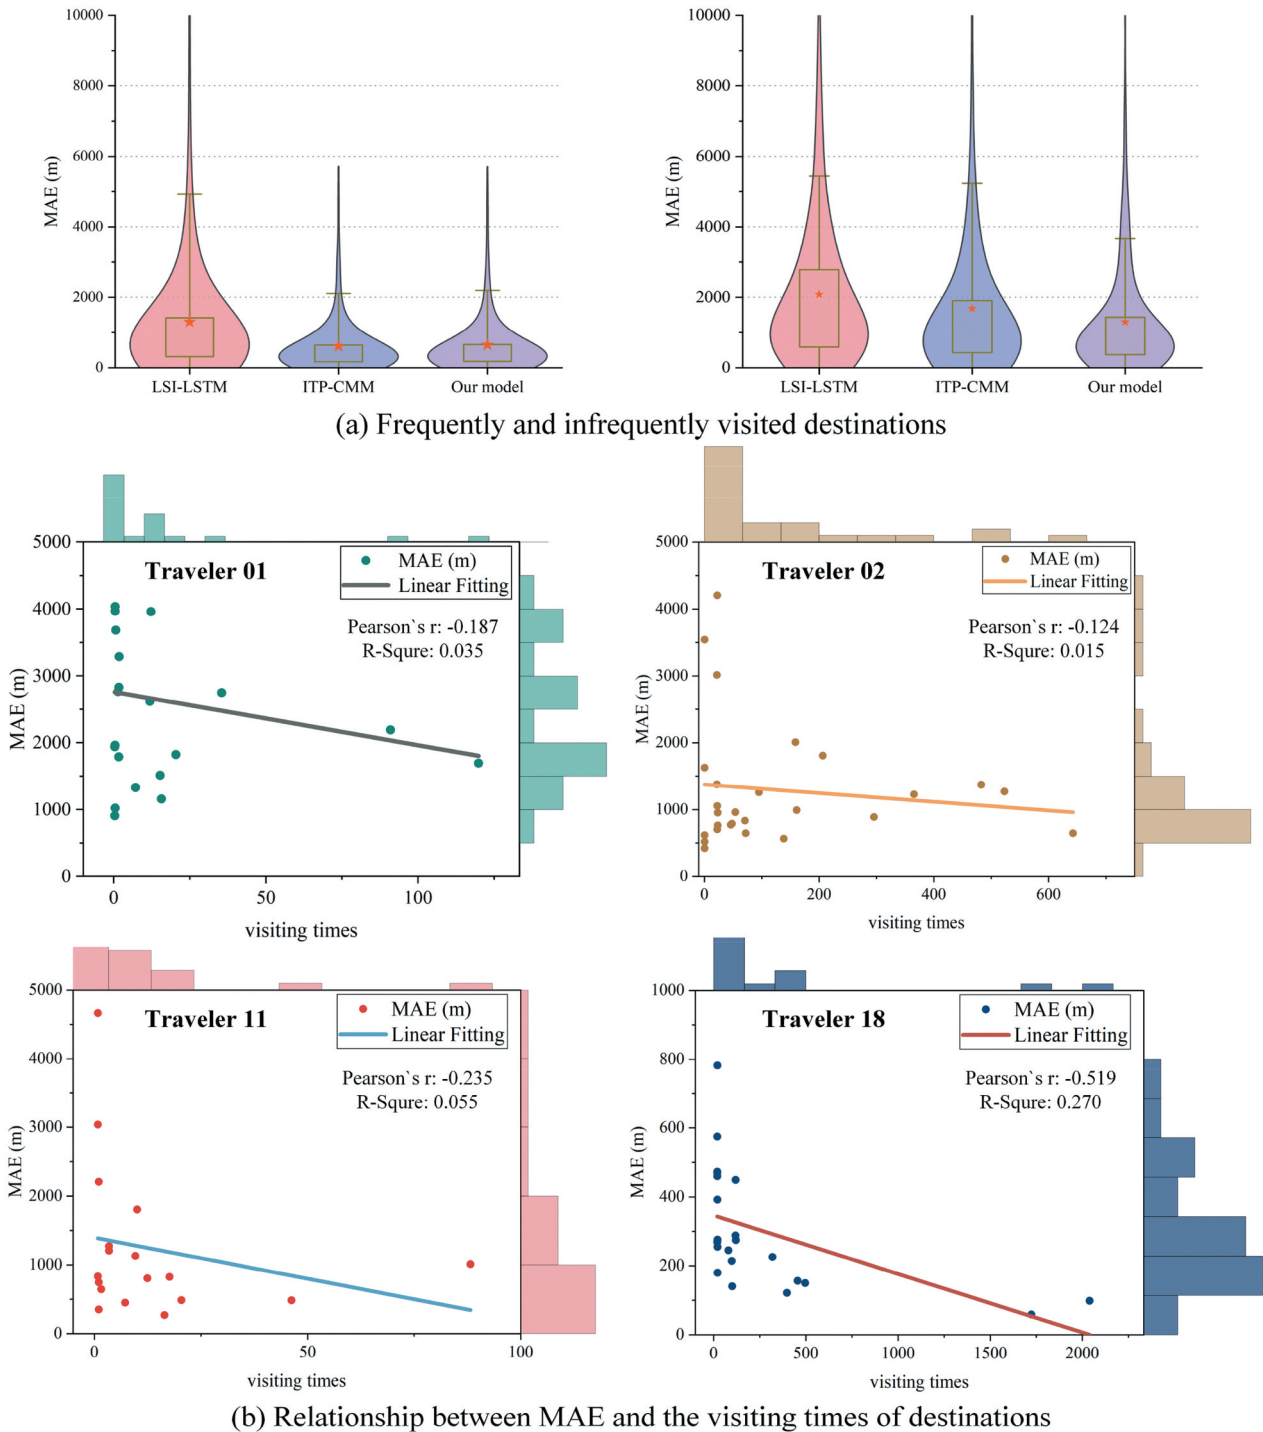 10000
8000
6000
4000
2000
0
MAE (m)
LSI-LSTM
ITP-CMM
Our model
10000
8000
6000
4000
2000
0
MAE (m)
LSI-LSTM
ITP-CMM
Our model
(a) Frequently and infrequently visited destinations
5000
4000
3000
2000
1000
0
MAE (m)
Traveler 01
MAE (m)
Linear Fitting
Pearson`s r: -0.187
R-Squre: 0.035
0
50
100
visiting times
5000
4000
3000
2000
1000
0
MAE (m)
Traveler 02
MAE (m)
Linear Fitting
Pearson`s r: -0.124
R-Squre: 0.015
0
200
400
600
visiting times
5000
4000
3000
2000
1000
0
MAE (m)
Traveler 11
MAE (m)
Linear Fitting
Pearson`s r: -0.235
R-Squre: 0.055
0
50
100
visiting times
1000
800
600
400
200
0
MAE (m)
Traveler 18
MAE (m)
Linear Fitting
Pearson`s r: -0.519
R-Squre: 0.270
0
500
1000
1500
2000
visiting times
(b) Relationship between MAE and the visiting times of destinations